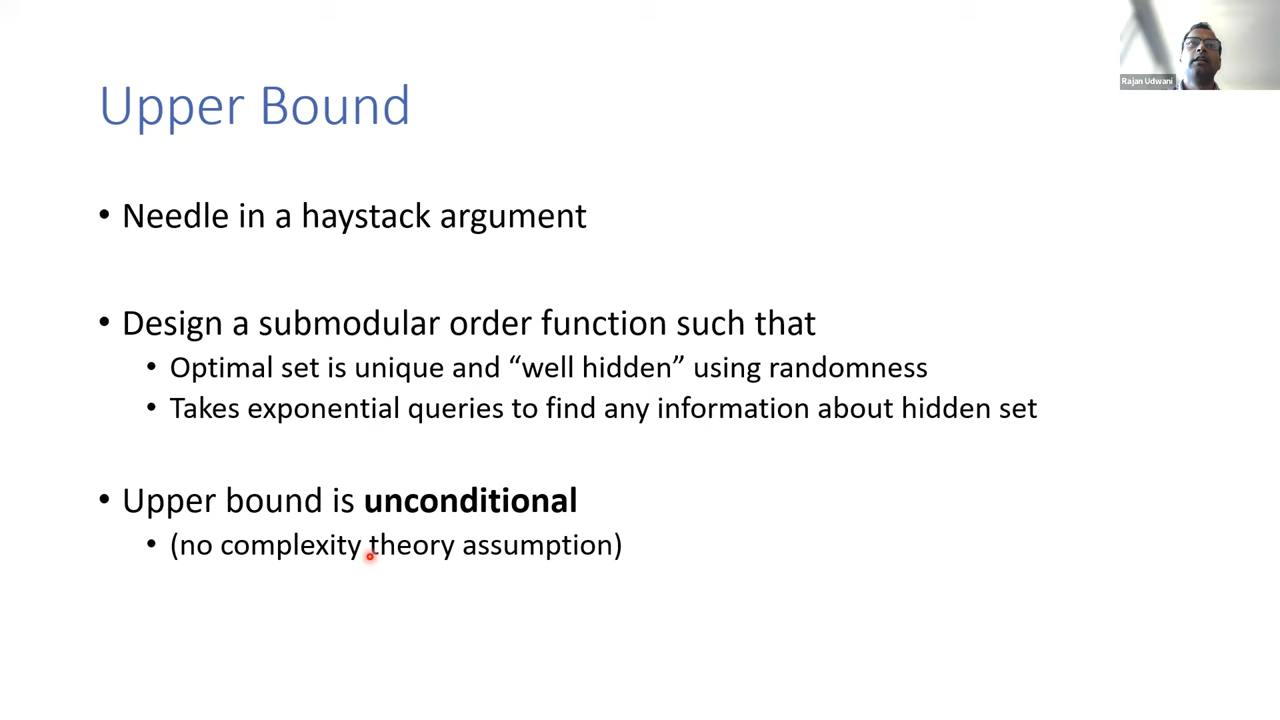 Rajan Udwani
Upper Bound
• Needle in a haystack argument
• Design a submodular order function such that
• Optimal set is unique and “well hidden” using randomness
• Takes exponential queries to find any information about hidden set
• Upper bound is unconditional
• (no complexity theory assumption)